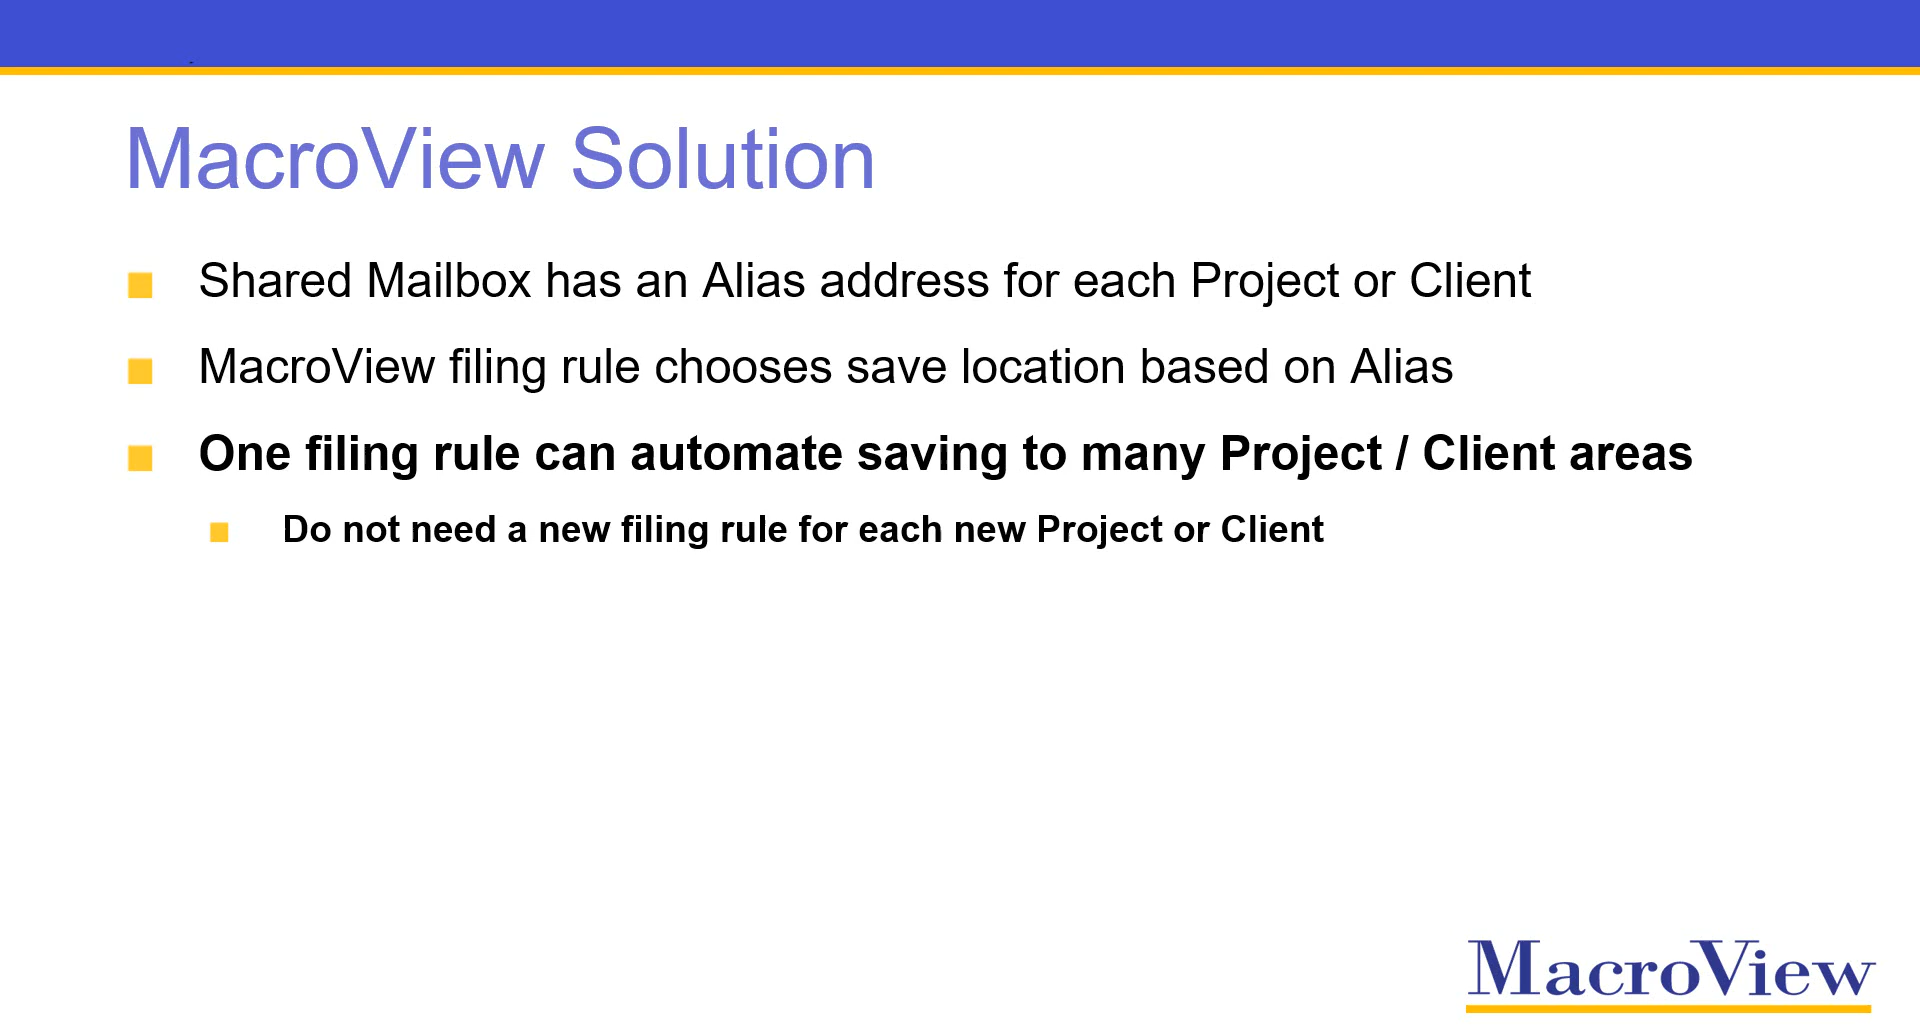 MacroView Solution
Shared Mailbox has an Alias address for each Project or Client
MacroView filing rule chooses save location based on Alias
One filing rule can automate saving to many Project / Client areas
Do not need a new filing rule for each new Project or Client
MacroView